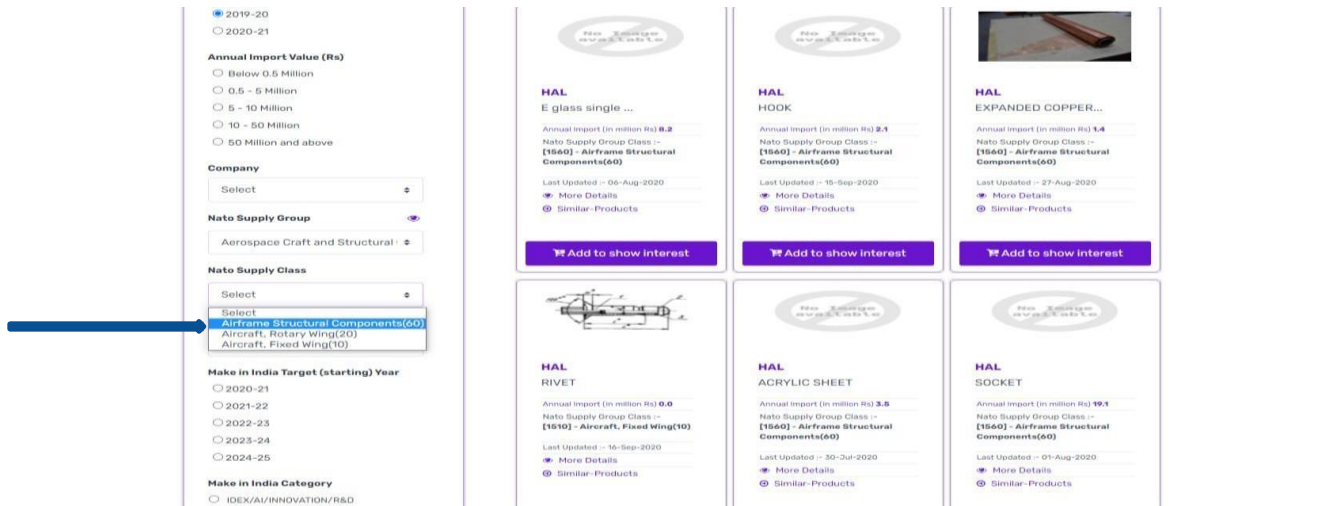 2019-20
2020-21
Annual Import Value (Rs)
Below 0.5 Million
0.5 - 5 Million
5 - 10 Million
10 - 50 Million
50 Million and above
Company
Select
Nato Supply Group
Aerospace Craft and Structural
Nato Supply Class
Select
Select
Airframe Structural Components(60)
Aircraft, Rotary Wing(20)
Aircraft, Fixed Wing(10)
Make in India Target (starting) Year
2020-21
2021-22
2022-23
2023-24
2024-25
Make in India Category
IDEX/AI/INNOVATION/R&D
No Image
available
HAL
E glass single ...
Annual Import (in million Rs) 8.2
Nato Supply Group Class :-
[1560] - Airframe Structural
Components(60)
Last Updated :- 06-Aug-2020
More Details
Similar-Products
Add to show interest
No Image
available
HAL
HOOK
Annual Import (in million Rs) 2.1
Nato Supply Group Class :-
[1560] - Airframe Structural
Components(60)
Last Updated :- 15-Sep-2020
More Details
Similar-Products
Add to show interest
HAL
EXPANDED COPPER...
Annual Import (in million Rs) 1.4
Nato Supply Group Class :-
[1560] - Airframe Structural
Components(60)
Last Updated :- 27-Aug-2020
More Details
Similar-Products
Add to show interest
HAL
RIVET
Annual Import (in million Rs) 0.0
Nato Supply Group Class :-
[1510] - Aircraft, Fixed Wing(10)
Last Updated :- 16-Sep-2020
More Details
Similar-Products
No Image
available
HAL
ACRYLIC SHEET
Annual Import (in million Rs) 3.5
Nato Supply Group Class :-
[1560] - Airframe Structural
Components(60)
Last Updated :- 30-Jul-2020
More Details
Similar-Products
No Image
available
HAL
SOCKET
Annual Import (in million Rs) 19.1
Nato Supply Group Class :-
[1560] - Airframe Structural
Components(60)
Last Updated :- 01-Aug-2020
More Details
Similar-Products